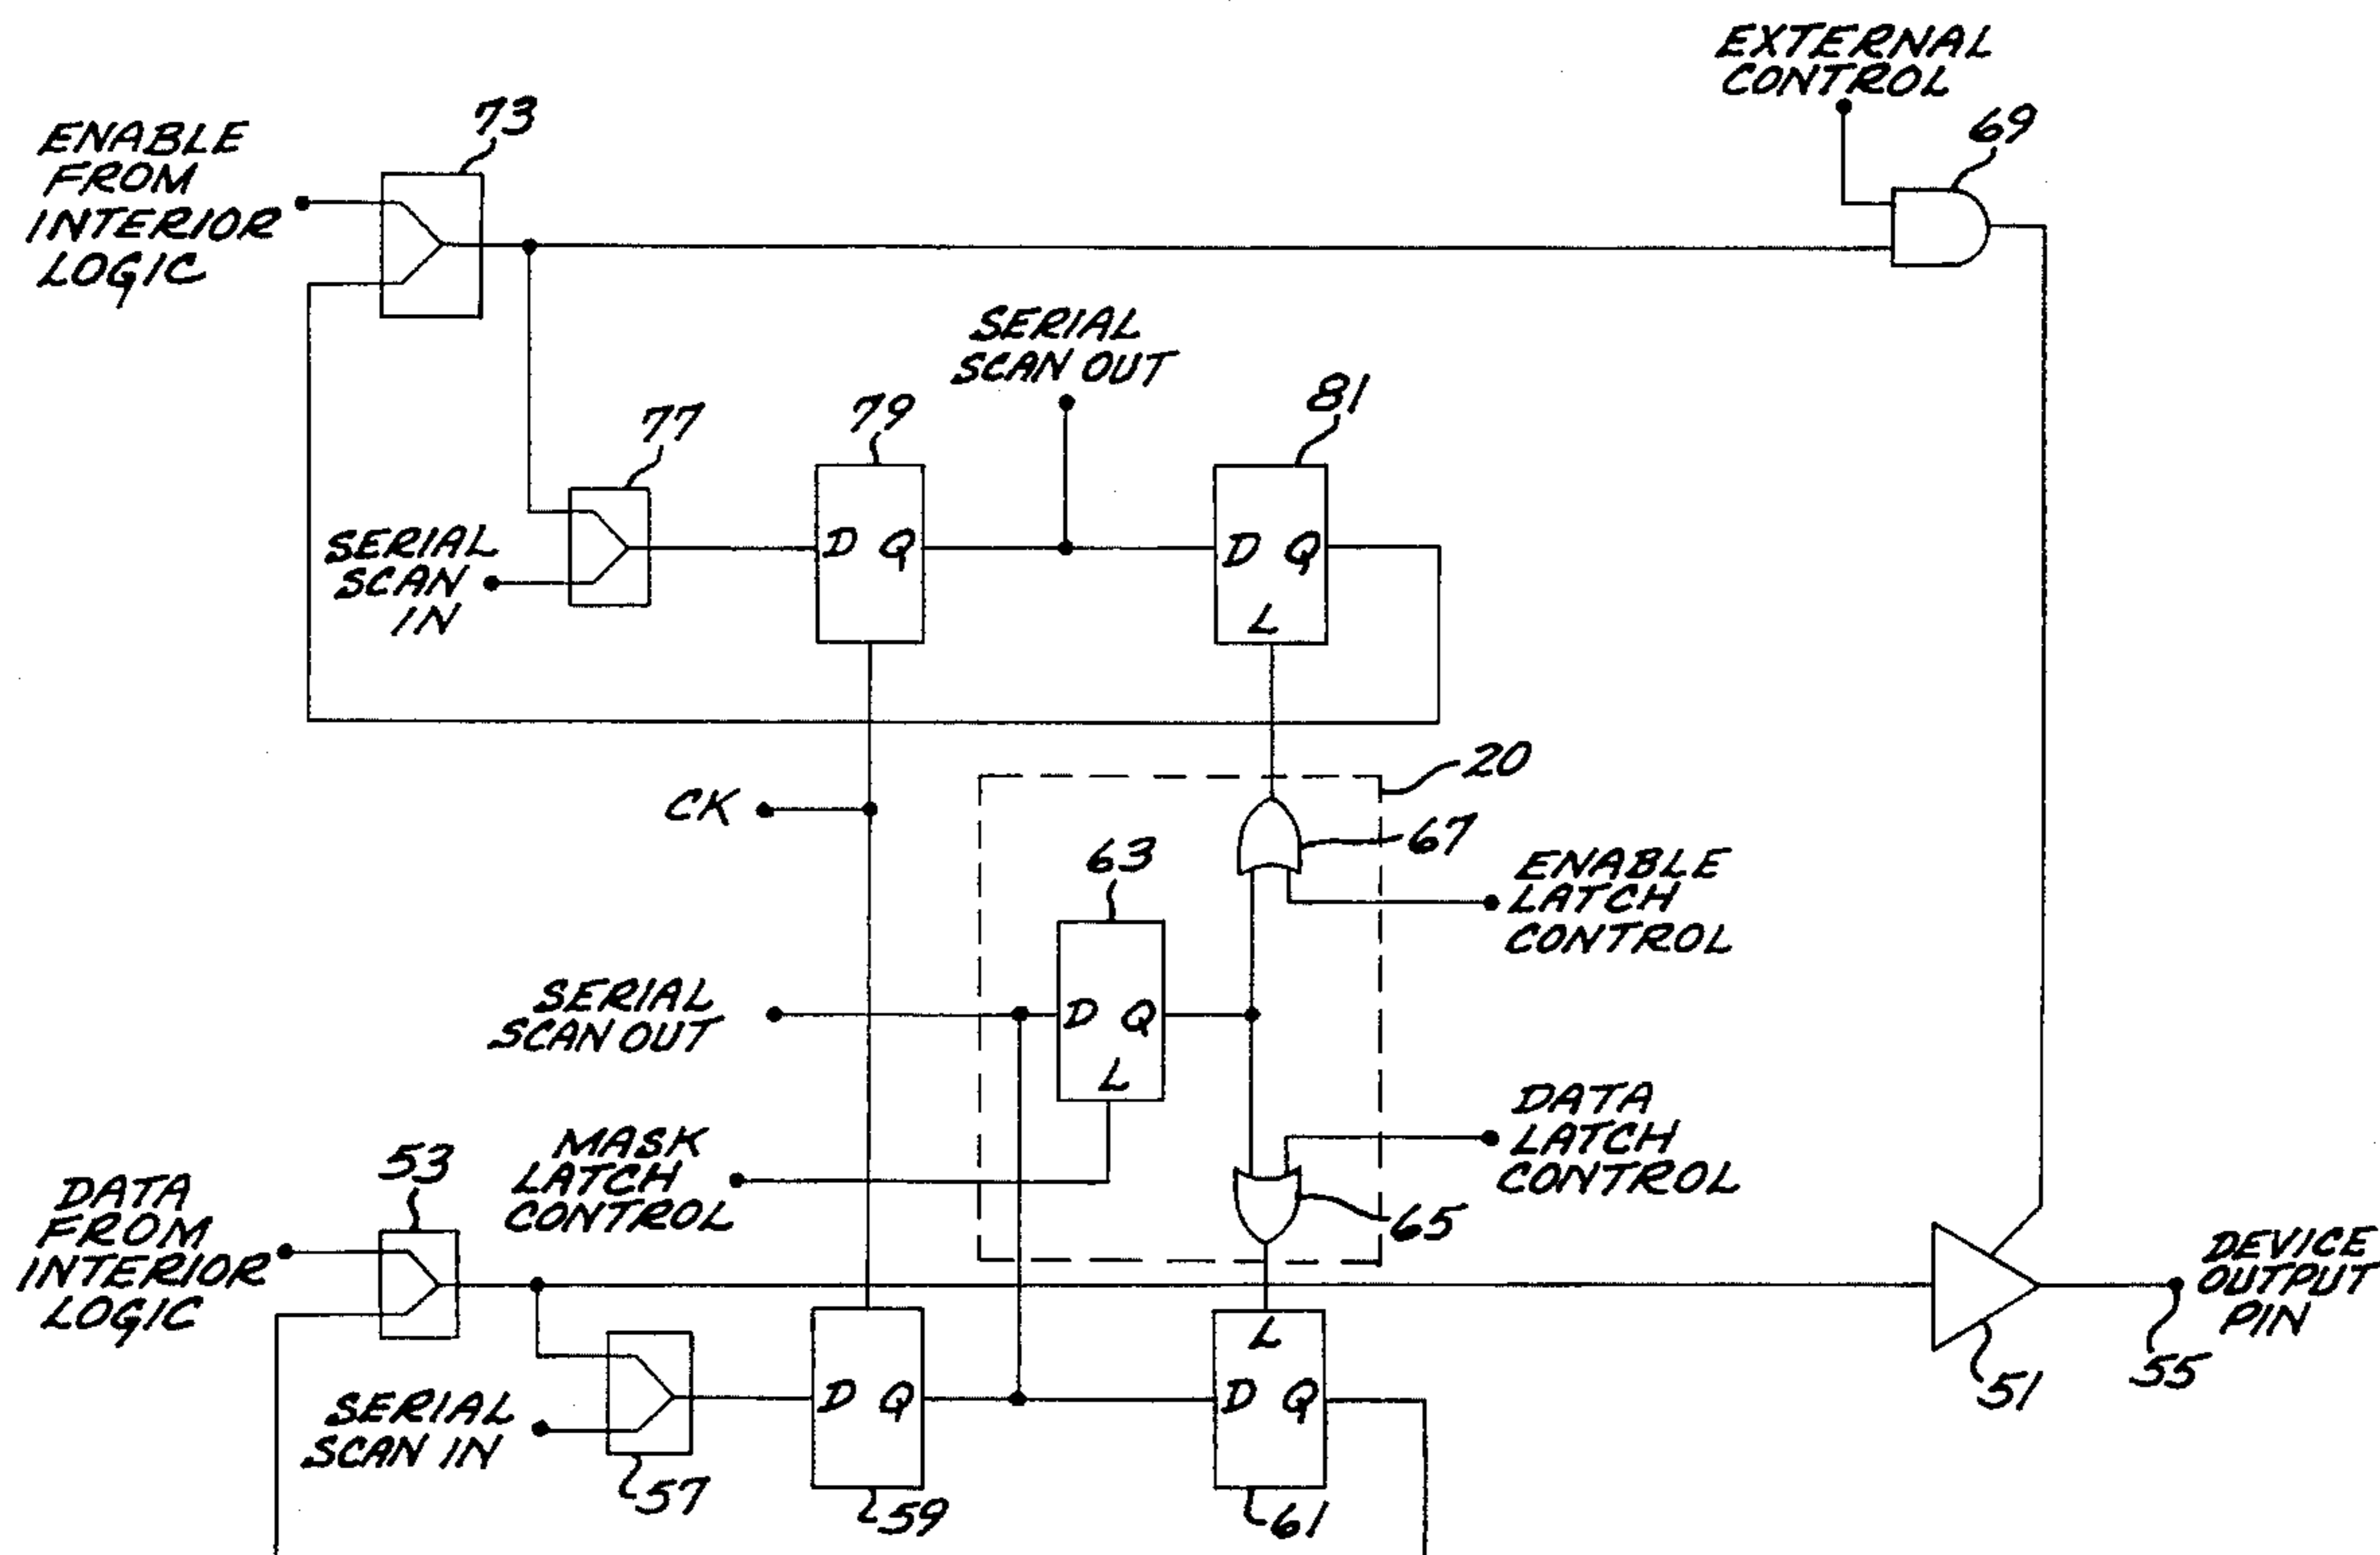 EXTERNAL
CONTROL
69
73
ENABLE
FROM
INTERIOR
LOGIC
SERIAL
SCAN OUT
77
79
81
D Q
D Q
L
SERIAL
SCAN
IN
20
CK
67
63
ENABLE
LATCH
CONTROL
SERIAL
SCAN OUT
D Q
L
DATA
LATCH
CONTROL
MASK
LATCH
CONTROL
53
65
DATA
FROM
INTERIOR
LOGIC
DEVICE
OUTPUT
PIN
55
51
L
D Q
D Q
SERIAL
SCAN IN
57
59
61